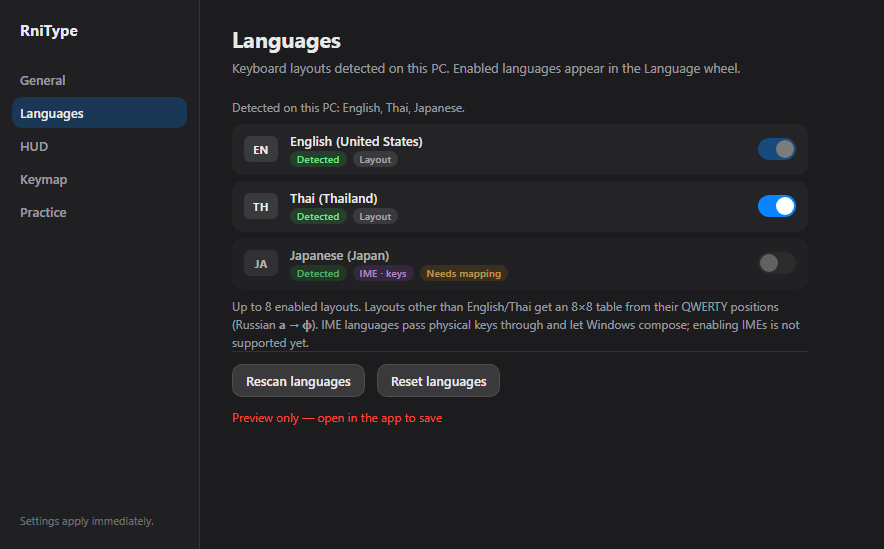 RniType
General
Languages
HUD
Keymap
Practice
Settings apply immediately.
Languages
Keyboard layouts detected on this PC. Enabled languages appear in the Language wheel.
Detected on this PC: English, Thai, Japanese.
EN
English (United States)
Detected
Layout
TH
Thai (Thailand)
Detected
Layout
JA
Japanese (Japan)
Detected
IME · keys
Needs mapping
Up to 8 enabled layouts. Layouts other than English/Thai get an 8×8 table from their QWERTY positions
(Russian a → ф). IME languages pass physical keys through and let Windows compose; enabling IMEs is not
supported yet.
Rescan languages
Reset languages
Preview only — open in the app to save